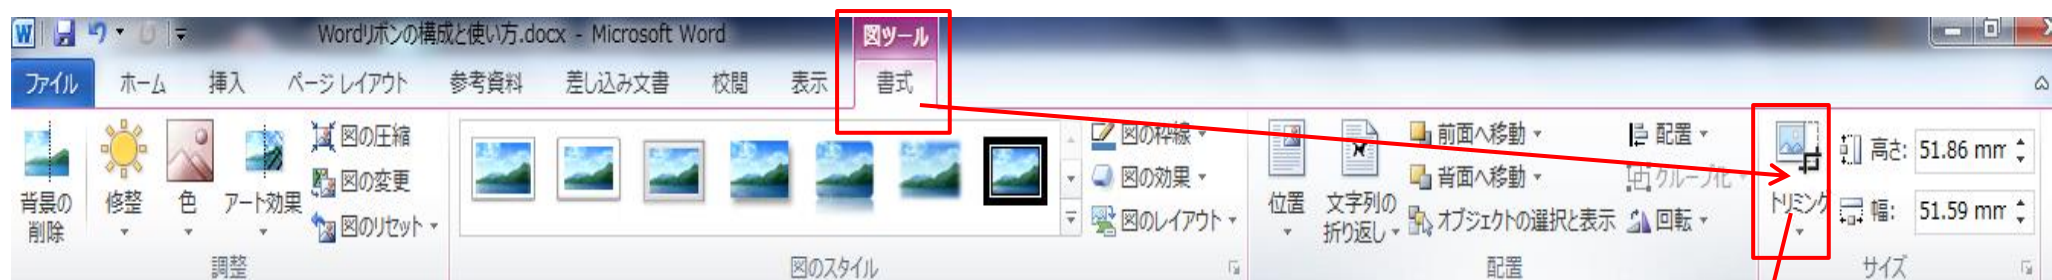 Wordリボンの構成と使い方.docx - Microsoft Word
図ツール
ファイル ホーム 挿入 ページ レイアウト 参考資料 差し込み文書 校閲 表示 書式
背景の
削除
修整
色
アート効果
図の圧縮
図の変更
図のリセット
調整
図のスタイル
図の枠線
図の効果
図のレイアウト
位置
文字列の
折り返し
前面へ移動
背面へ移動
オブジェクトの選択と表示
配置
グループ化
回転
配置
トリミング
高さ: 51.86 mm
幅: 51.59 mm
サイズ